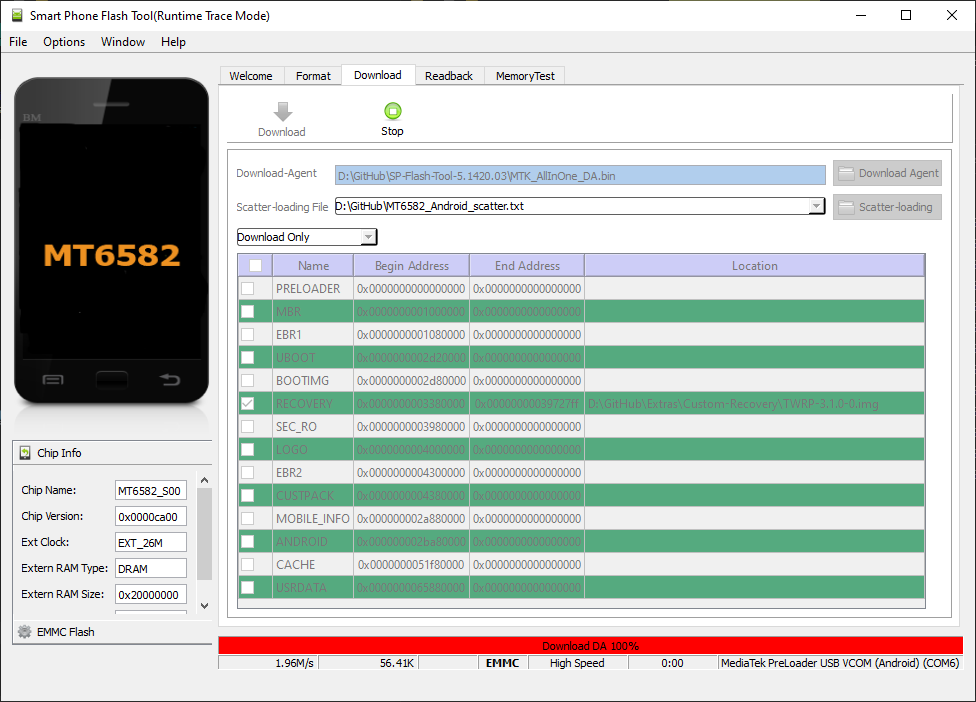 Smart Phone Flash Tool(Runtime Trace Mode)
File Options Window Help
Welcome Format Download Readback MemoryTest
BM
Download Stop
Download-Agent D:\GitHub\SP-Flash-Tool-5.1420.03\MTK_AllInOne_DA.bin Download Agent
Scatter-loading File D:\GitHub\MT6582_Android_scatter.txt Scatter-loading
Download Only
MT6582
Name Begin Address End Address Location
PRELOADER 0x0000000000000000 0x0000000000000000
MBR 0x0000000001000000 0x0000000000000000
EBR1 0x0000000001080000 0x0000000000000000
UBOOT 0x0000000002d20000 0x0000000000000000
BOOTIMG 0x0000000002d80000 0x0000000000000000
RECOVERY 0x0000000003380000 0x00000000039727ff D:\GitHub\Extras\Custom-Recovery\TWRP-3.1.0-0.img
SEC_RO 0x0000000003980000 0x0000000000000000
LOGO 0x0000000004000000 0x0000000000000000
EBR2 0x0000000004300000 0x0000000000000000
CUSTPACK 0x0000000004380000 0x0000000000000000
MOBILE_INFO 0x000000002a880000 0x0000000000000000
ANDROID 0x000000002ba80000 0x0000000000000000
CACHE 0x0000000051f80000 0x0000000000000000
USRDATA 0x0000000065880000 0x0000000000000000
Chip Info
Chip Name: MT6582_S00
Chip Version: 0x0000ca00
Ext Clock: EXT_26M
Extern RAM Type: DRAM
Extern RAM Size: 0x20000000
EMMC Flash
Download DA 100%
1.96M/s 56.41K EMMC High Speed 0:00 MediaTek PreLoader USB VCOM (Android) (COM6)